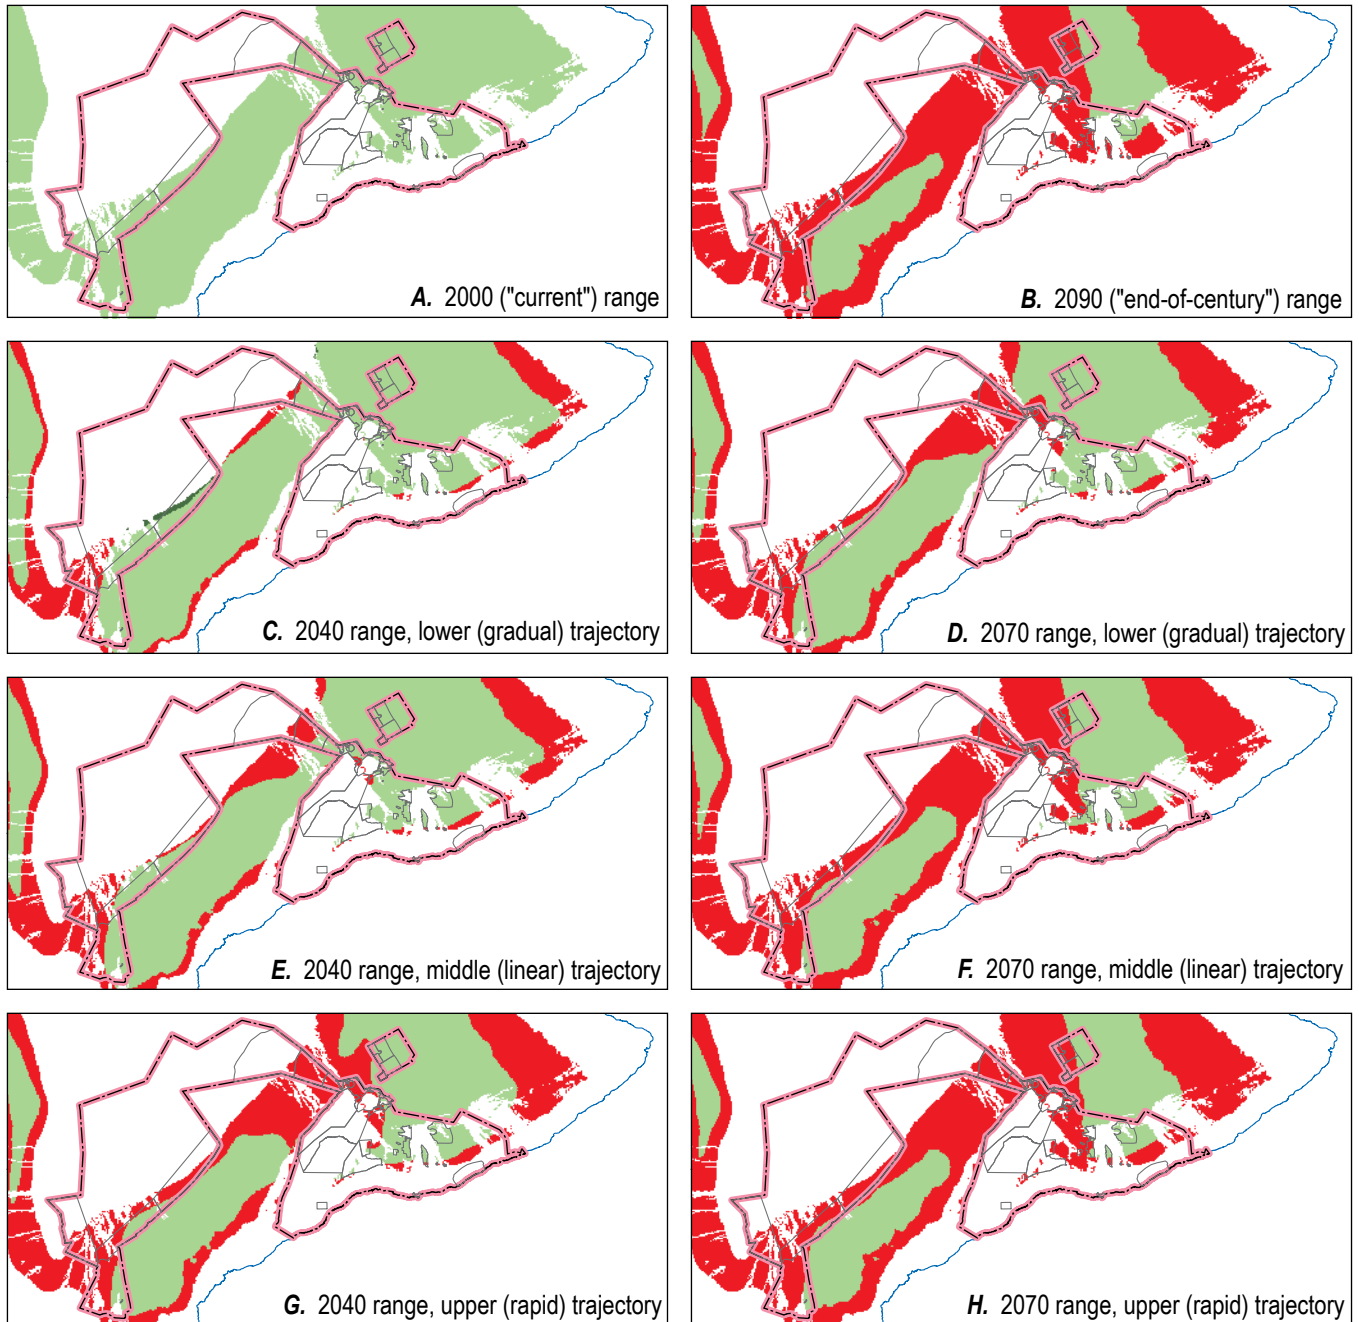 A. 2000 ("current") range
B. 2090 ("end-of-century") range
C. 2040 range, lower (gradual) trajectory
D. 2070 range, lower (gradual) trajectory
E. 2040 range, middle (linear) trajectory
F. 2070 range, middle (linear) trajectory
G. 2040 range, upper (rapid) trajectory
H. 2070 range, upper (rapid) trajectory